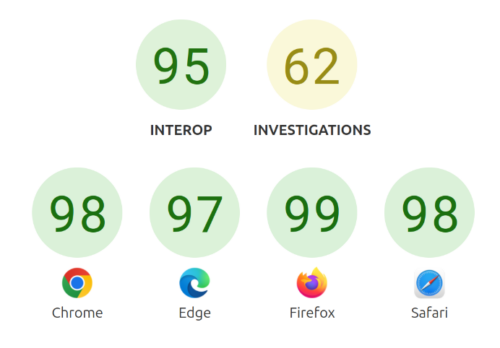 95 62
INTEROP INVESTIGATIONS
98 97 99 98
Chrome Edge Firefox Safari